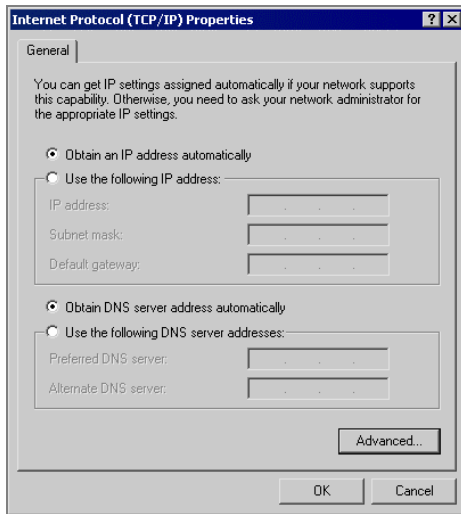 Internet Protocol (TCP/IP) Properties
General
You can get IP settings assigned automatically if your network supports
this capability. Otherwise, you need to ask your network administrator for
the appropriate IP settings.
Obtain an IP address automatically
Use the following IP address:
IP address:
Subnet mask:
Default gateway:
Obtain DNS server address automatically
Use the following DNS server addresses:
Preferred DNS server:
Alternate DNS server:
Advanced...
OK Cancel